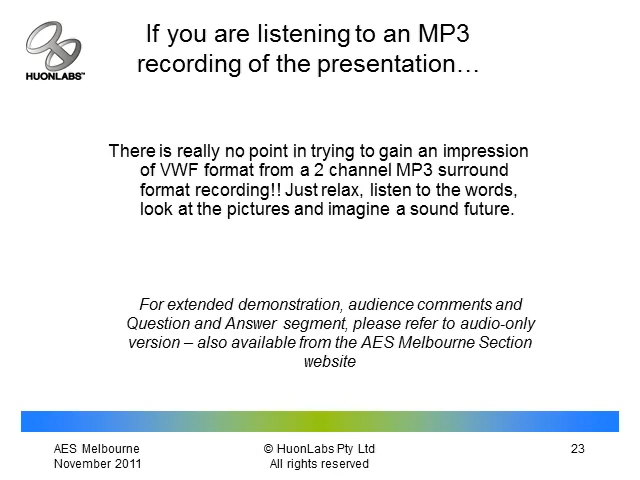 If you are listening to an MP3
recording of the presentation…
HUONLABS™
There is really no point in trying to gain an impression
of VWF format from a 2 channel MP3 surround
format recording!! Just relax, listen to the words,
look at the pictures and imagine a sound future.
For extended demonstration, audience comments and
Question and Answer segment, please refer to audio-only
version – also available from the AES Melbourne Section
website
AES Melbourne
November 2011
© HuonLabs Pty Ltd
All rights reserved
23